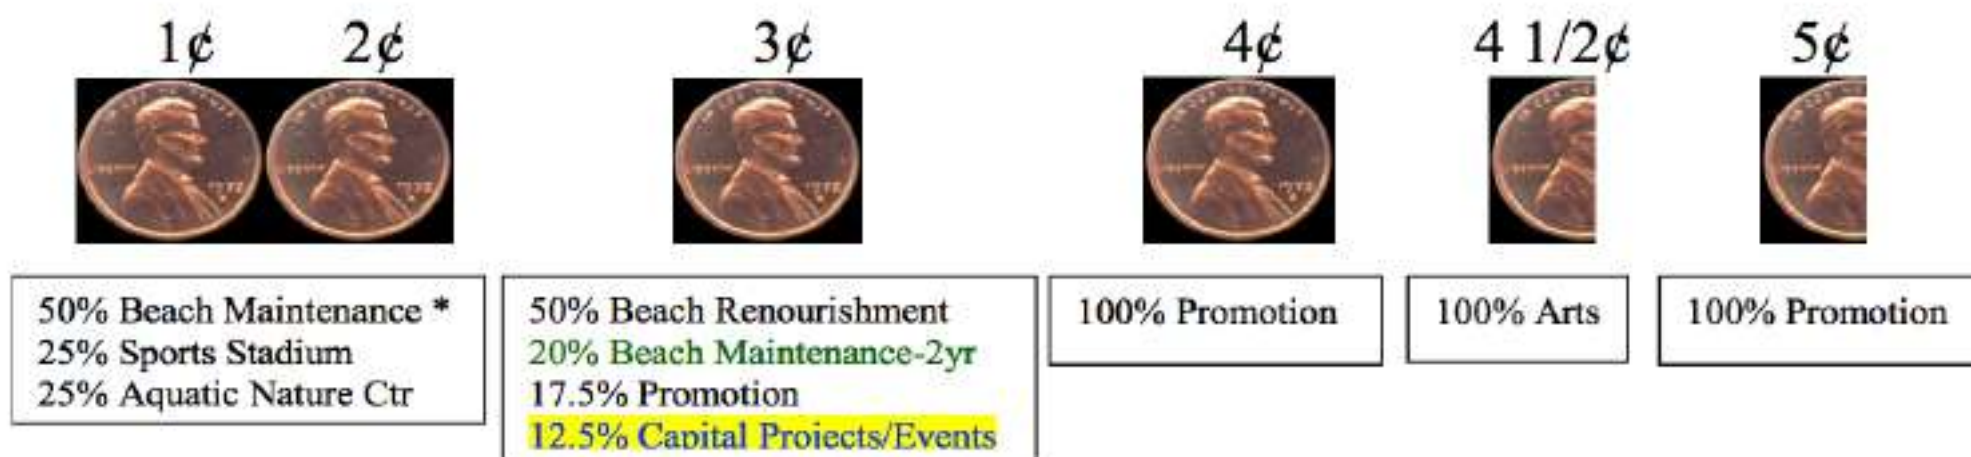 1¢ 2¢ 3¢ 4¢ 4 1/2¢ 5¢
50% Beach Maintenance *
25% Sports Stadium
25% Aquatic Nature Ctr
50% Beach Renourishment
20% Beach Maintenance-2yr
17.5% Promotion
12.5% Capital Projects/Events
100% Promotion
100% Arts
100% Promotion